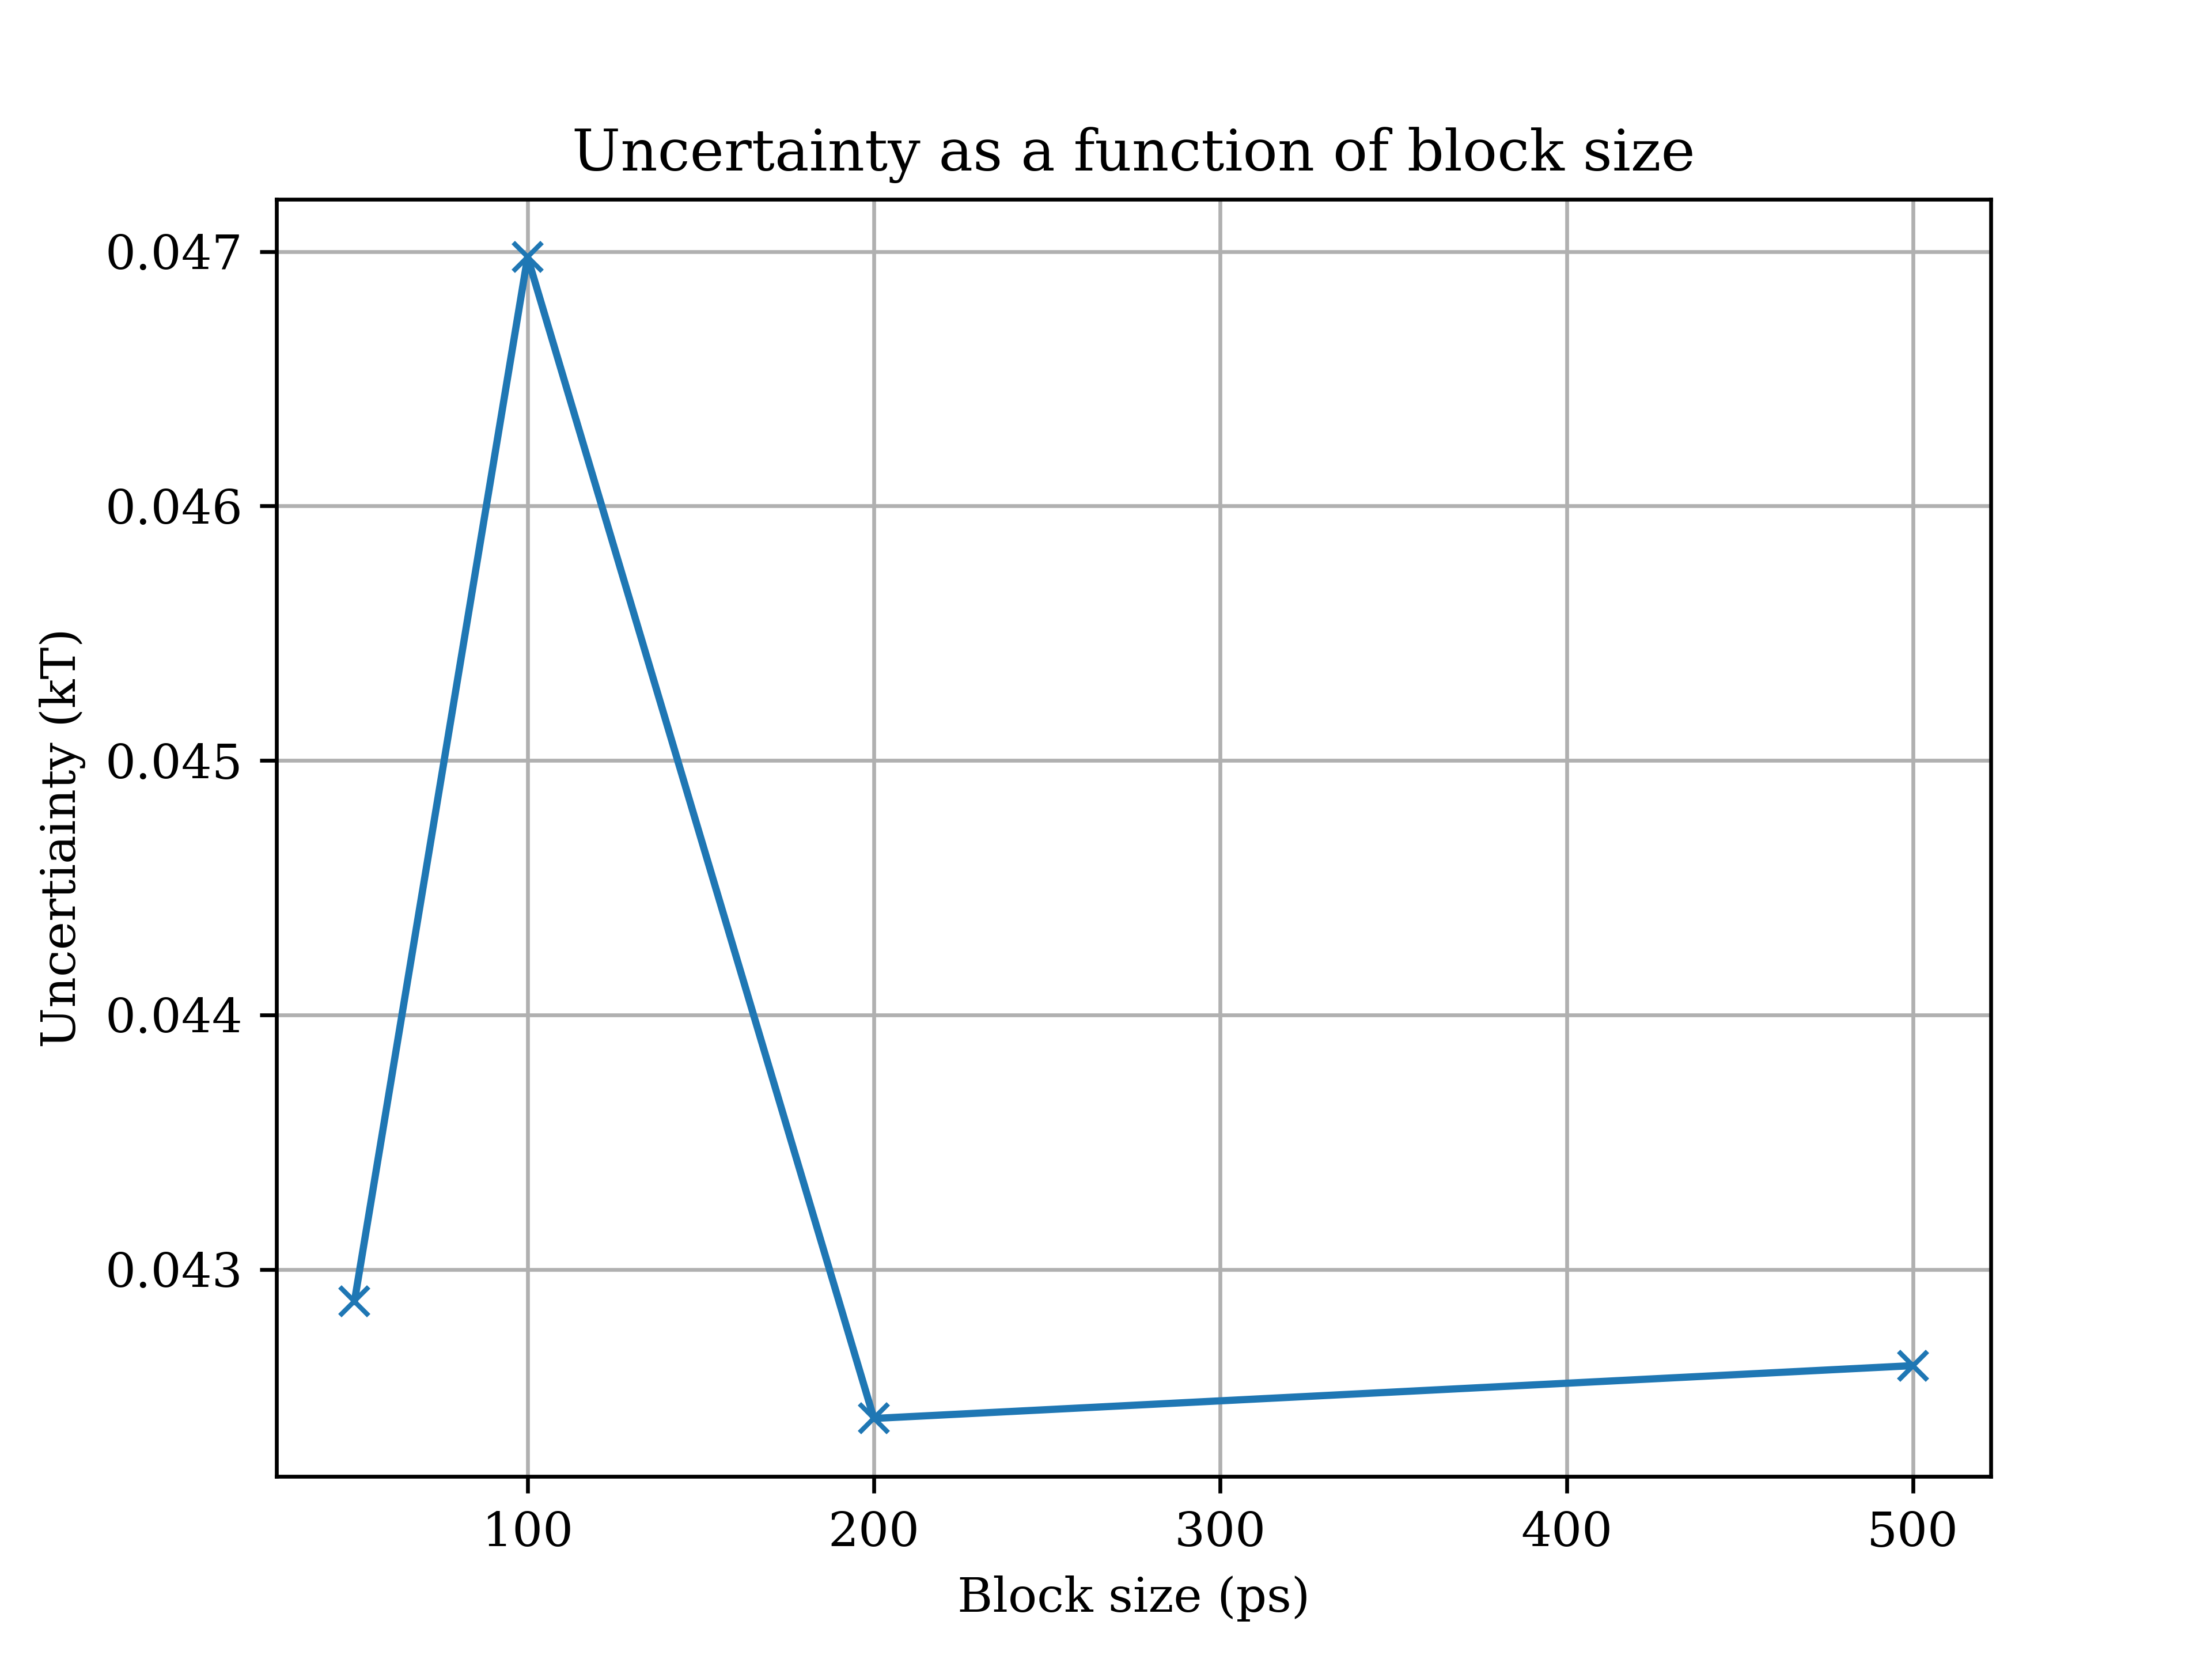 Uncertainty as a function of block size
0.047
0.046
0.045
0.044
0.043
Uncertiainty (kT)
100 200 300 400 500
Block size (ps)